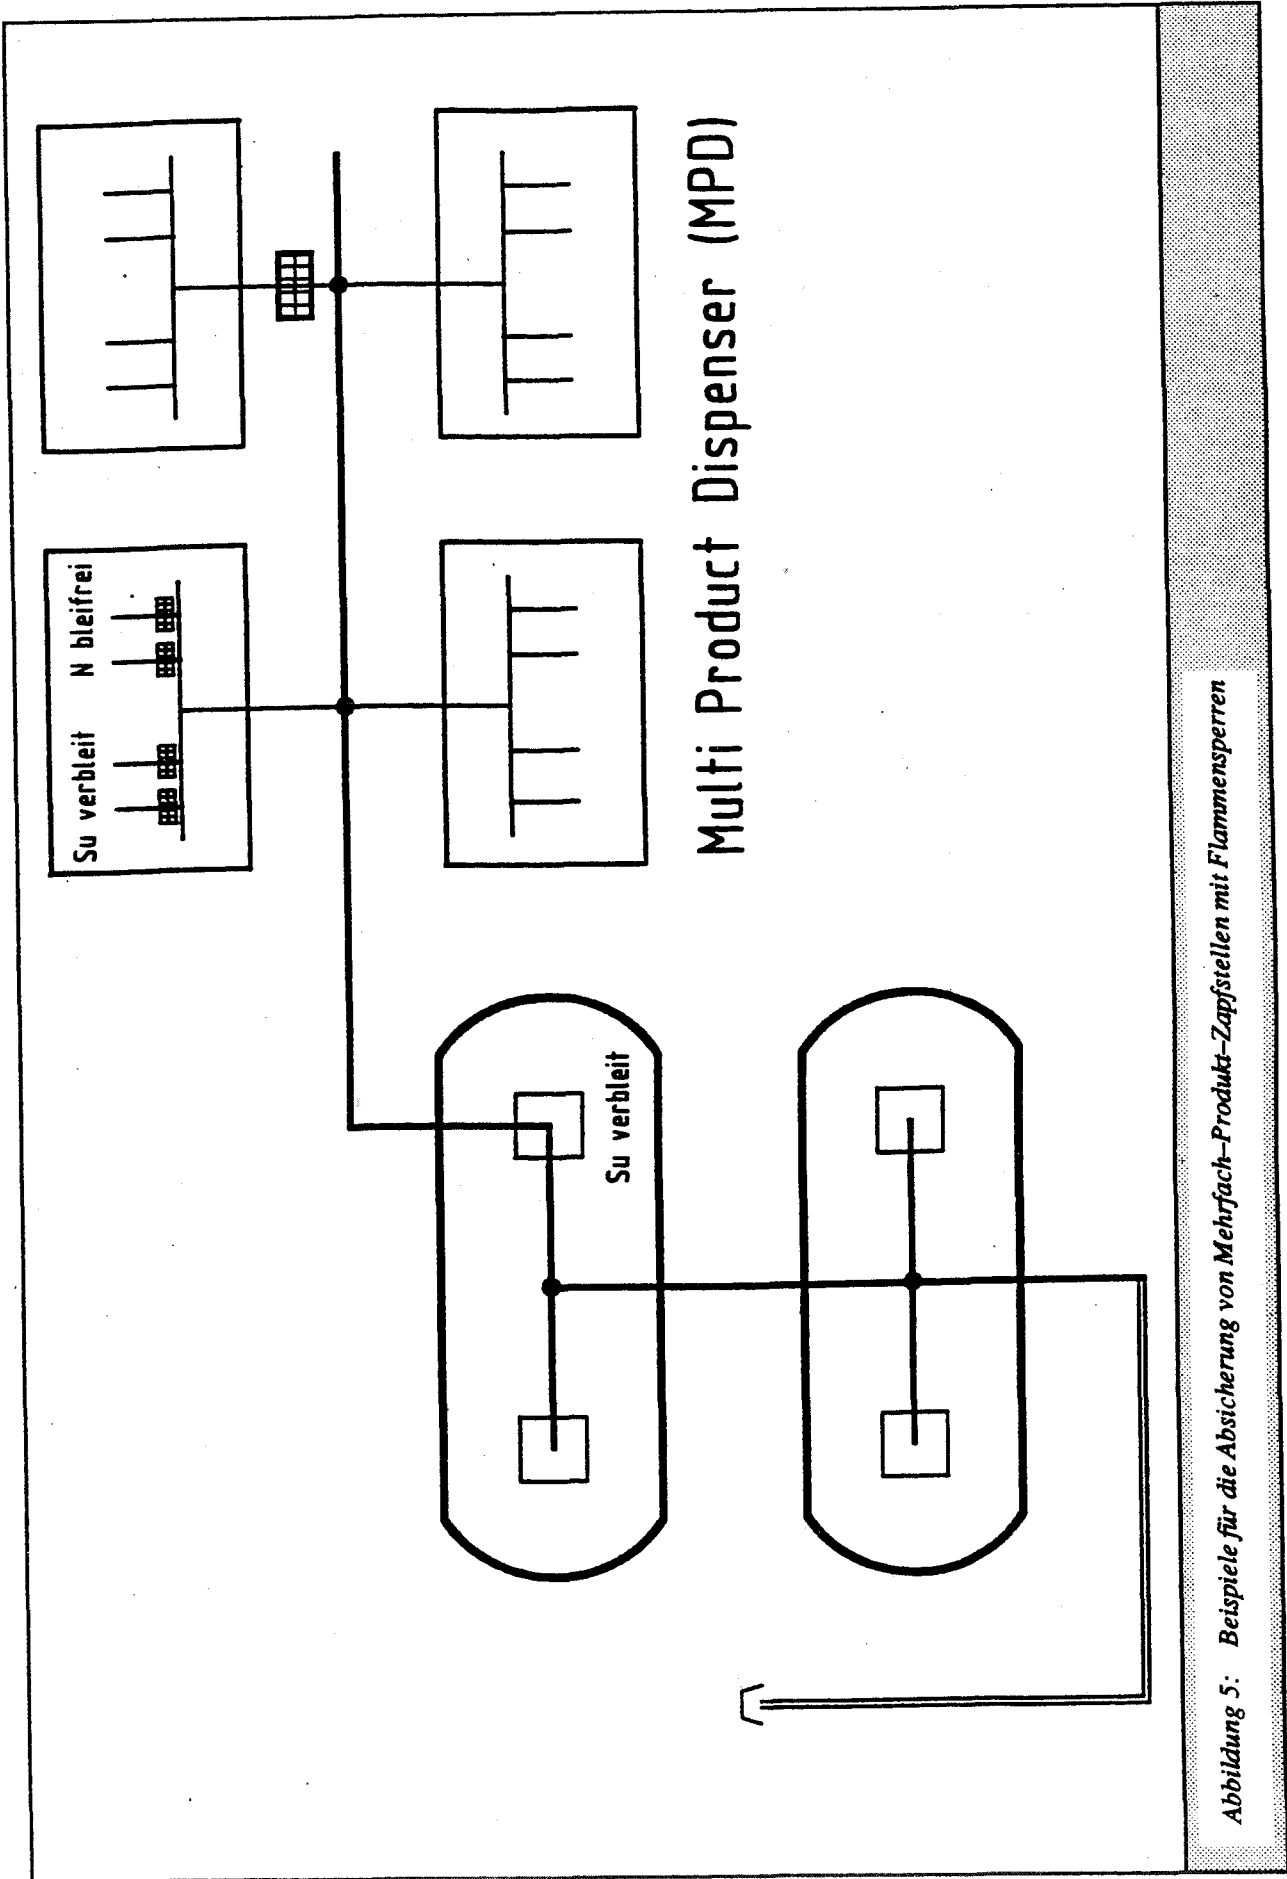 Su verbleit
N bleifrei
Su verbleit
Multi Product Dispenser (MPD)
Abbildung 5: Beispiele für die Absicherung von Mehrfach-Produkt-Zapfstellen mit Flammensperren